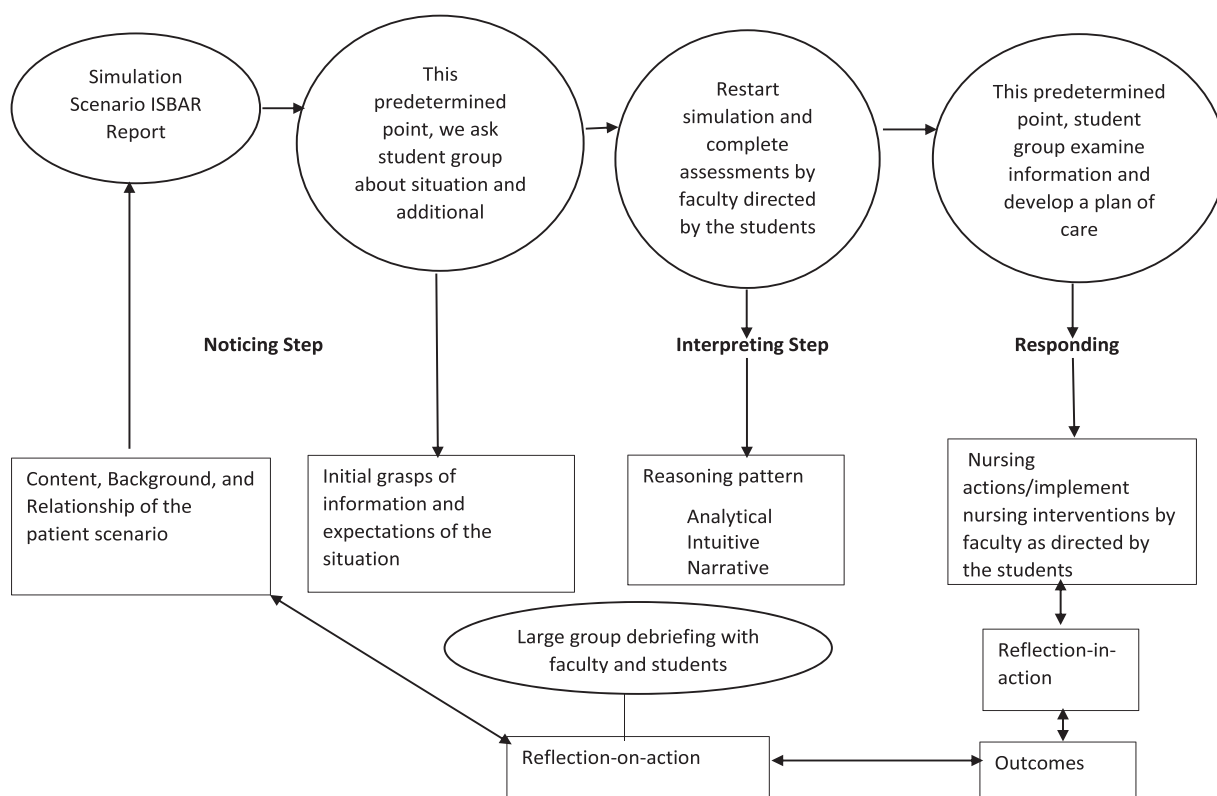 Simulation
Scenario ISBAR
Report
This
predetermined
point, we ask
student group
about situation and
additional
Restart
simulation and
complete
assessments by
faculty directed
by the students
This predetermined
point, student
group examine
information and
develop a plan of
care
Noticing Step
Interpreting Step
Responding
Content, Background, and
Relationship of the
patient scenario
Initial grasps of
information and
expectations of the
situation
Reasoning pattern
Analytical
Intuitive
Narrative
Nursing
actions/implement
nursing interventions by
faculty as directed by
the students
Large group debriefing with
faculty and students
Reflection-in-
action
Reflection-on-action
Outcomes